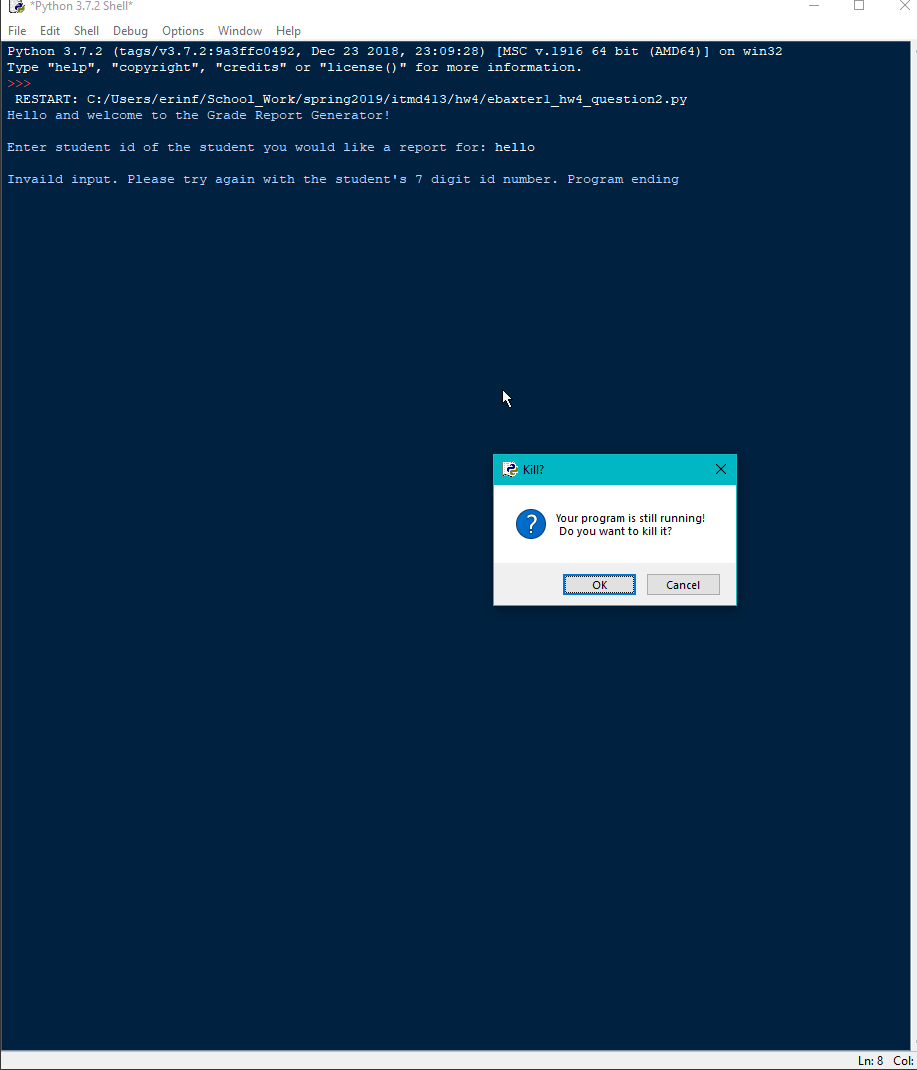 *Python 3.7.2 Shell*
File Edit Shell Debug Options Window Help
Python 3.7.2 (tags/v3.7.2:9a3ffc0492, Dec 23 2018, 23:09:28) [MSC v.1916 64 bit (AMD64)] on win32
Type "help", "copyright", "credits" or "license()" for more information.
>>>
RESTART: C:/Users/erinf/School_Work/spring2019/itmd413/hw4/ebaxter1_hw4_question2.py
Hello and welcome to the Grade Report Generator!
Enter student id of the student you would like a report for: hello
Invaild input. Please try again with the student's 7 digit id number. Program ending
Kill?
Your program is still running!
Do you want to kill it?
OK Cancel
Ln: 8 Col: